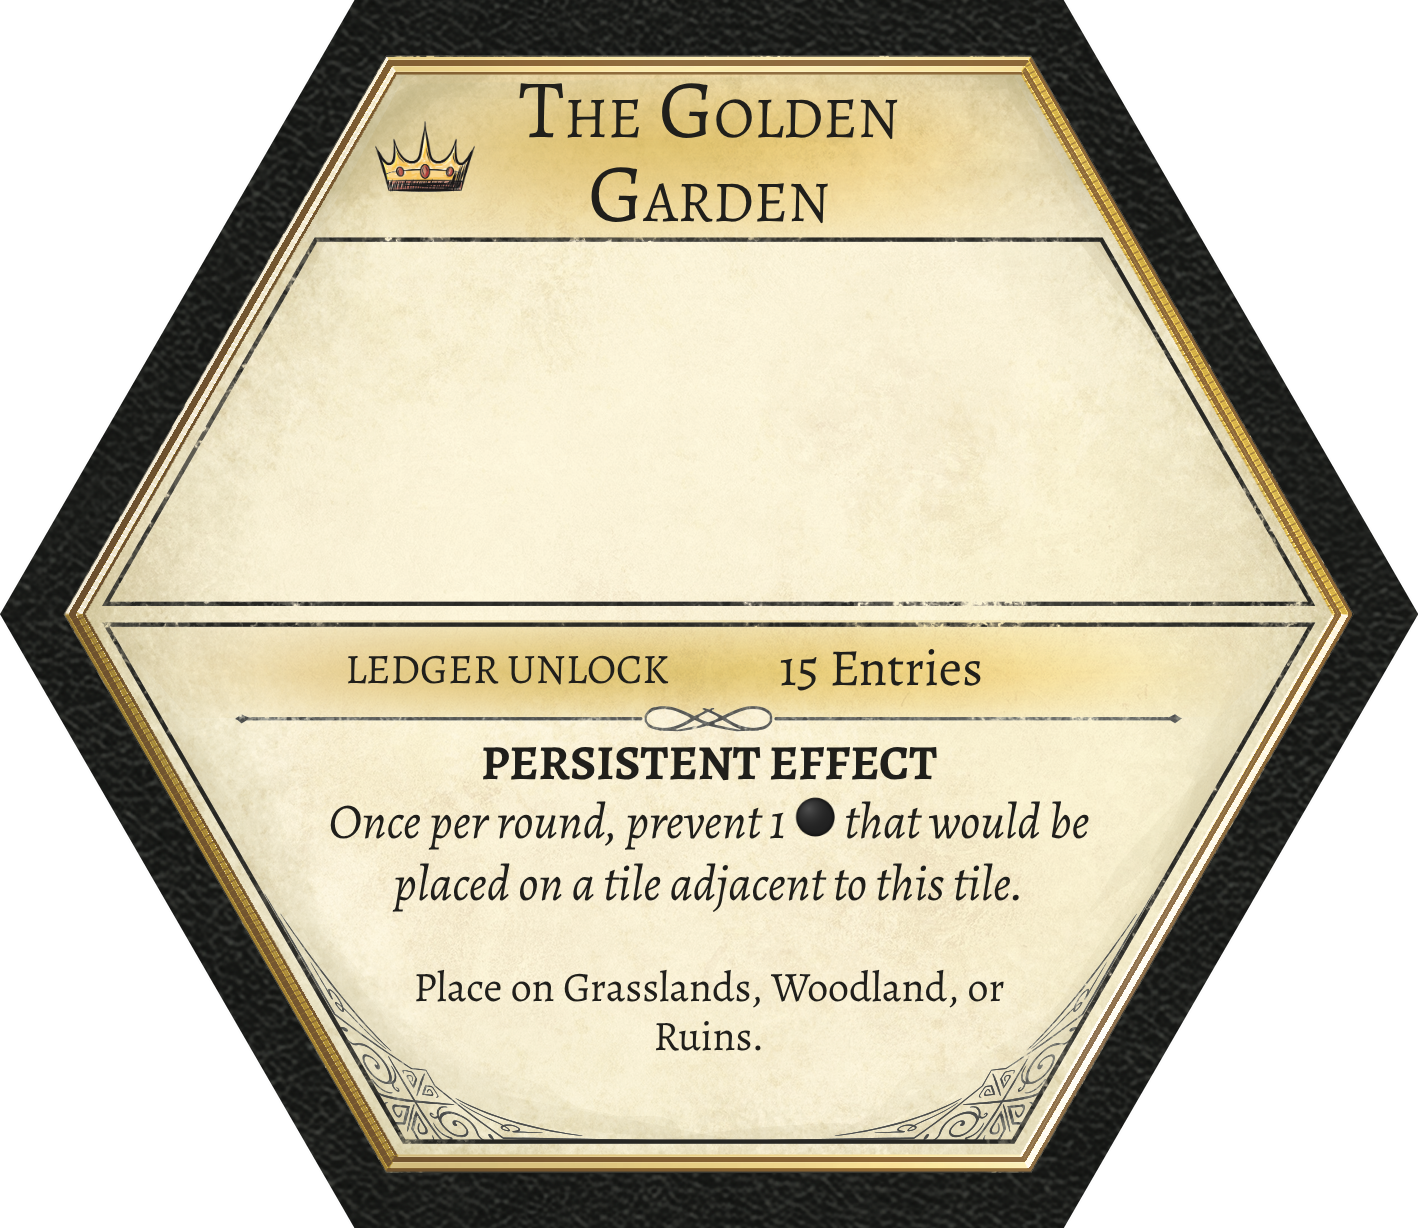 The Golden
Garden
LEDGER UNLOCK 15 Entries
PERSISTENT EFFECT
Once per round, prevent 1 that would be
placed on a tile adjacent to this tile.
Place on Grasslands, Woodland, or
Ruins.